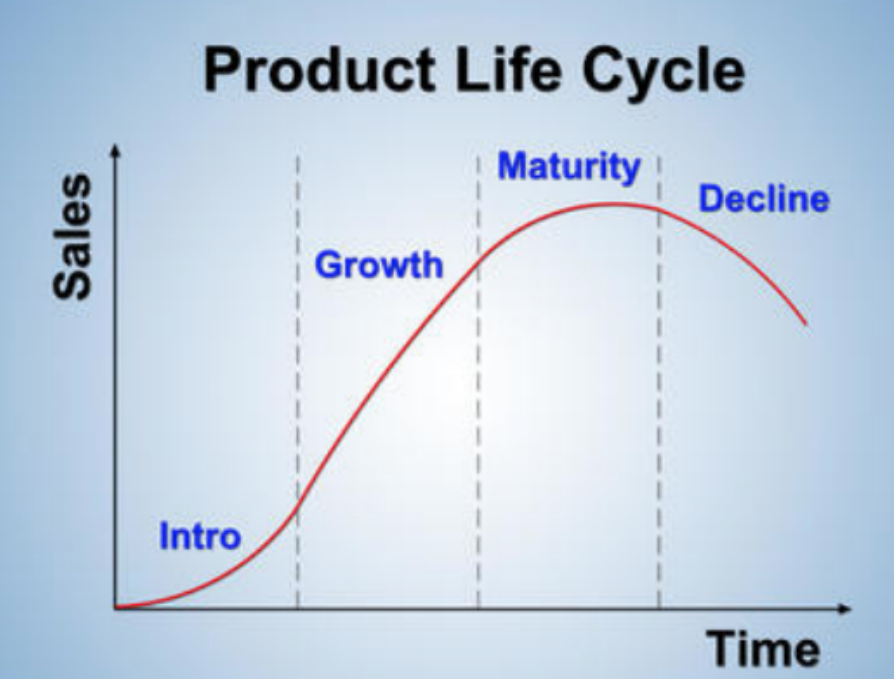 Product Life Cycle
Maturity
Decline
Sales
Growth
Intro
Time